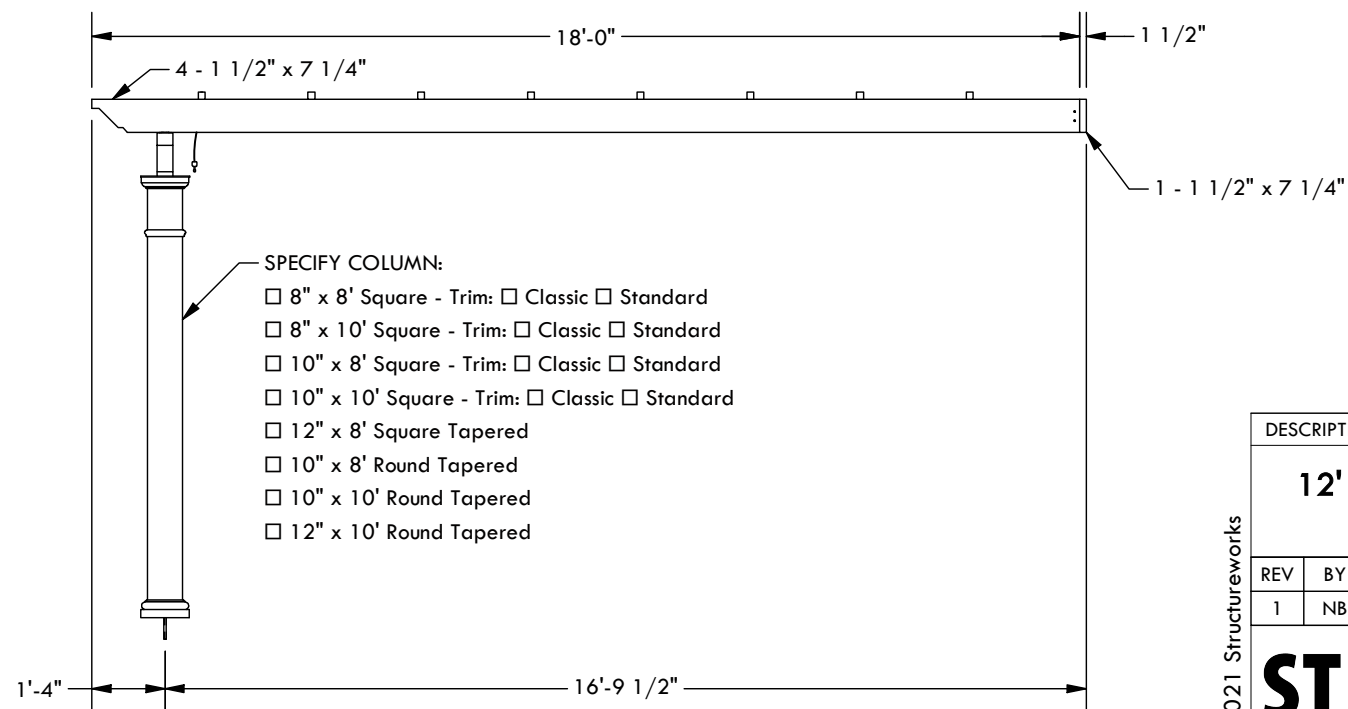 18'-0"
1 1/2"
4 - 1 1/2" x 7 1/4"
1 - 1 1/2" x 7 1/4"
SPECIFY COLUMN:
☐ 8" x 8' Square - Trim: ☐ Classic ☐ Standard
☐ 8" x 10' Square - Trim: ☐ Classic ☐ Standard
☐ 10" x 8' Square - Trim: ☐ Classic ☐ Standard
☐ 10" x 10' Square - Trim: ☐ Classic ☐ Standard
☐ 12" x 8' Square Tapered
☐ 10" x 8' Round Tapered
☐ 10" x 10' Round Tapered
☐ 12" x 10' Round Tapered
1'-4"
16'-9 1/2"
DESCRIPT
12'
REV BY
1 NB
021 Structureworks
ST